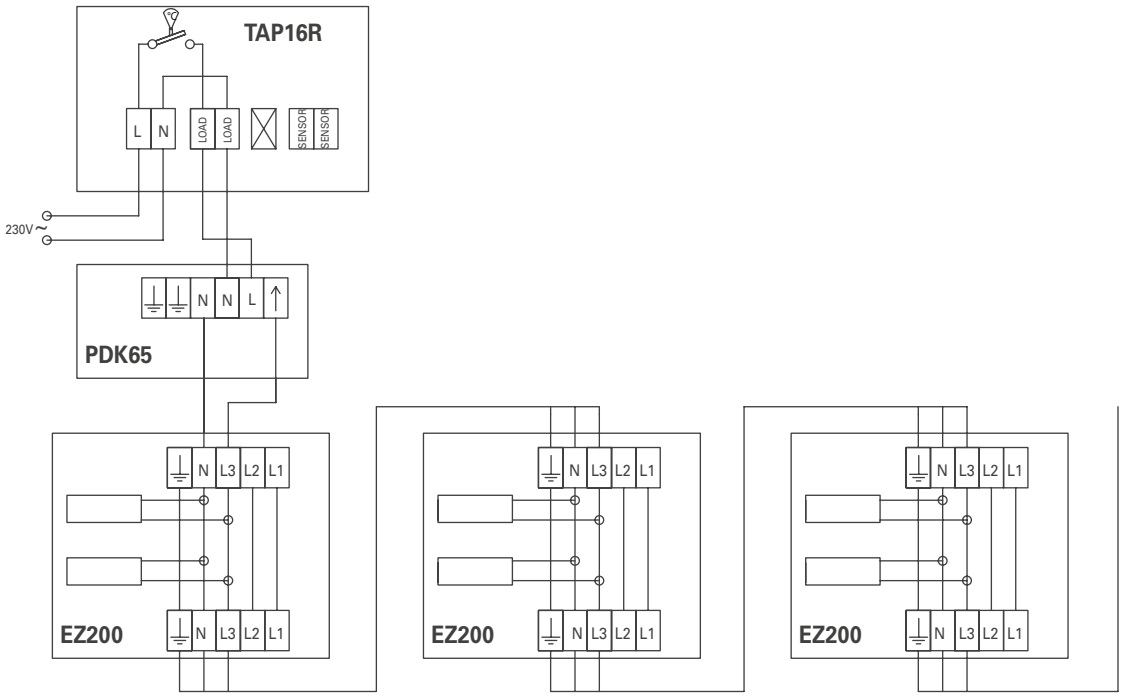 °C
TAP16R
L N LOAD LOAD SENSOR SENSOR
230V~
N N L
PDK65
N L3 L2 L1
N L3 L2 L1
N L3 L2 L1
EZ200 N L3 L2 L1
EZ200 N L3 L2 L1
EZ200 N L3 L2 L1